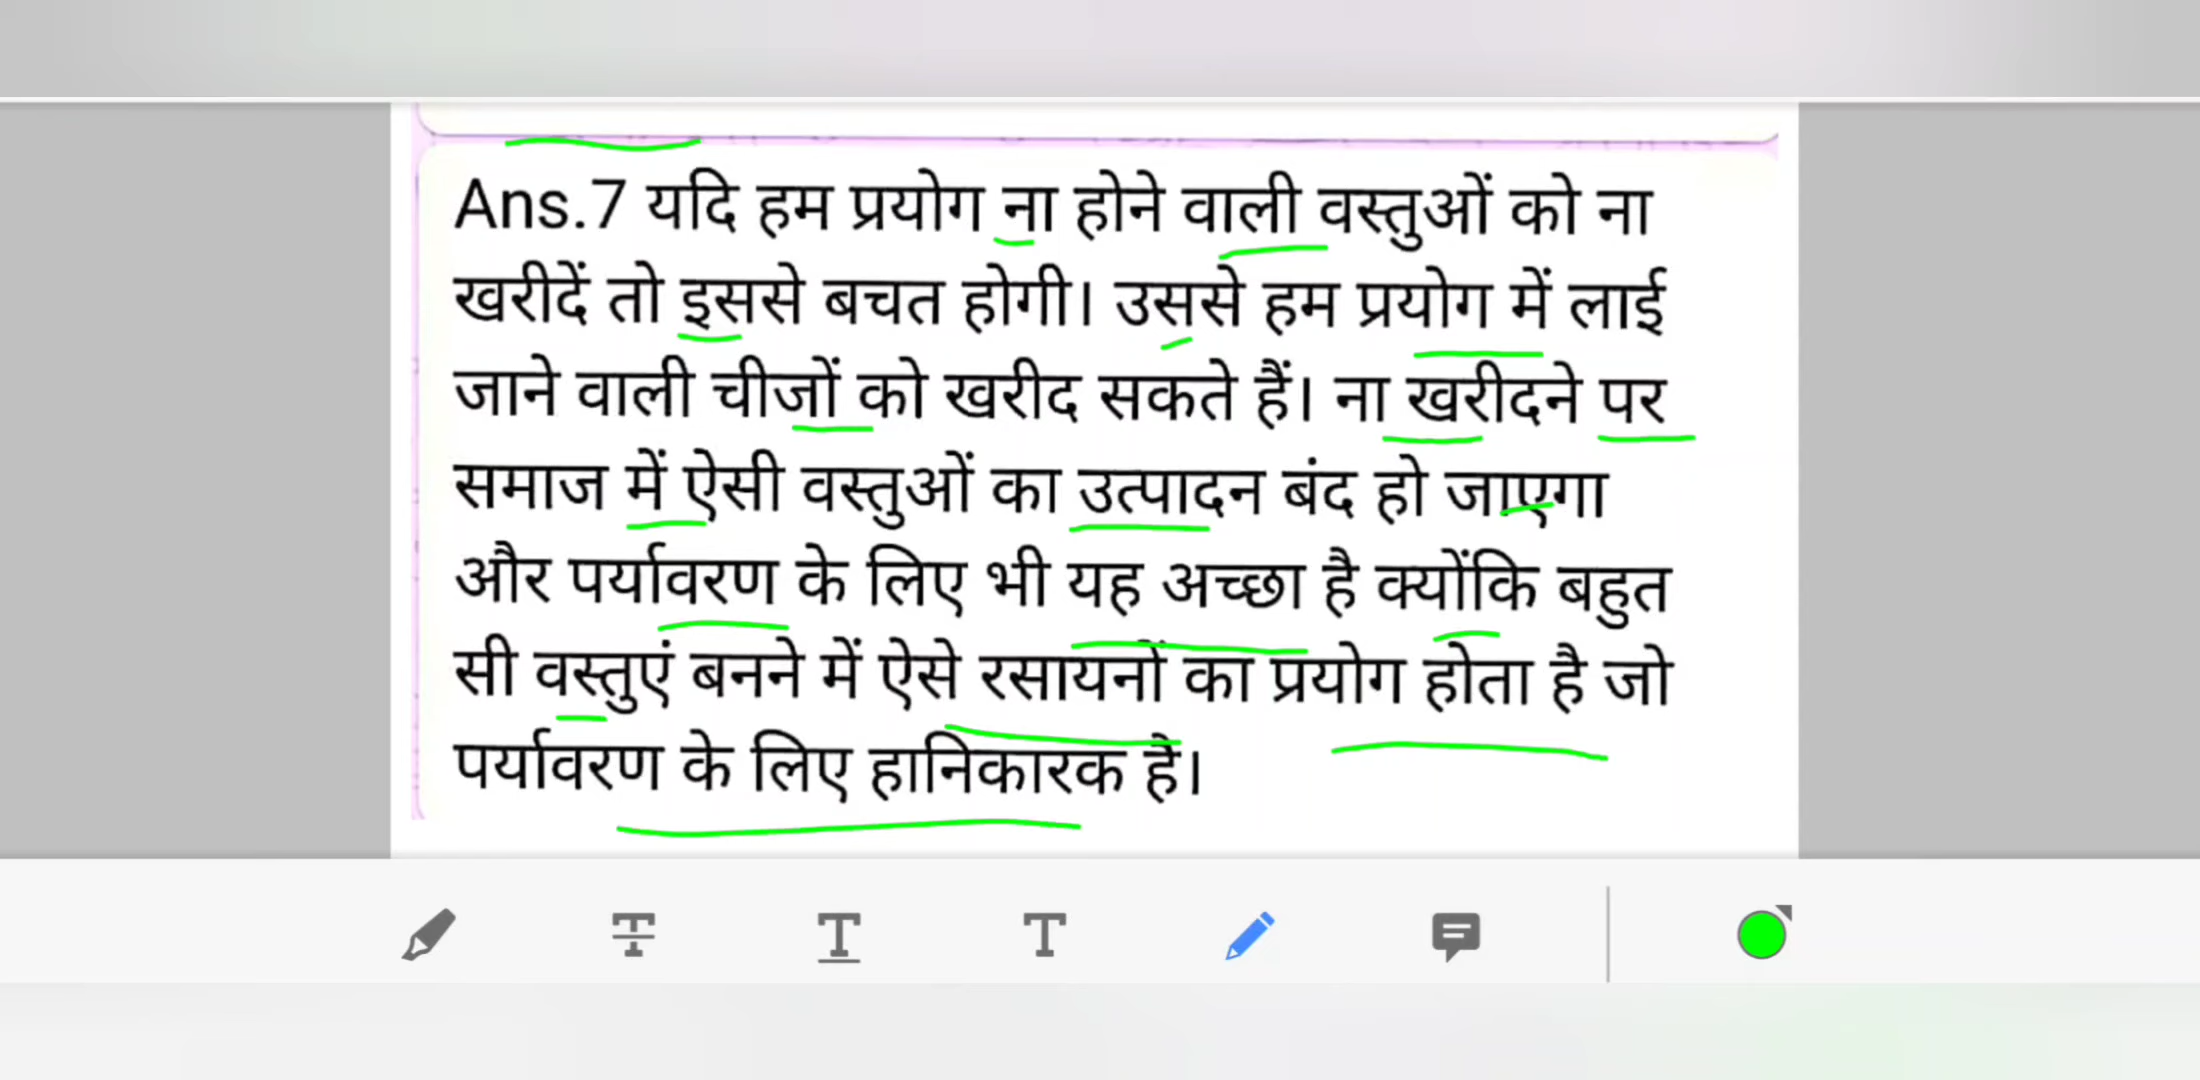 Ans.7 यदि हम प्रयोग ना होने वाली वस्तुओं को ना
खरीदें तो इससे बचत होगी। उससे हम प्रयोग में लाई
जाने वाली चीजों को खरीद सकते हैं। ना खरीदने पर
समाज में ऐसी वस्तुओं का उत्पादन बंद हो जाएगा
और पर्यावरण के लिए भी यह अच्छा है क्योंकि बहुत
सी वस्तुएं बनने में ऐसे रसायनों का प्रयोग होता है जो
पर्यावरण के लिए हानिकारक है।